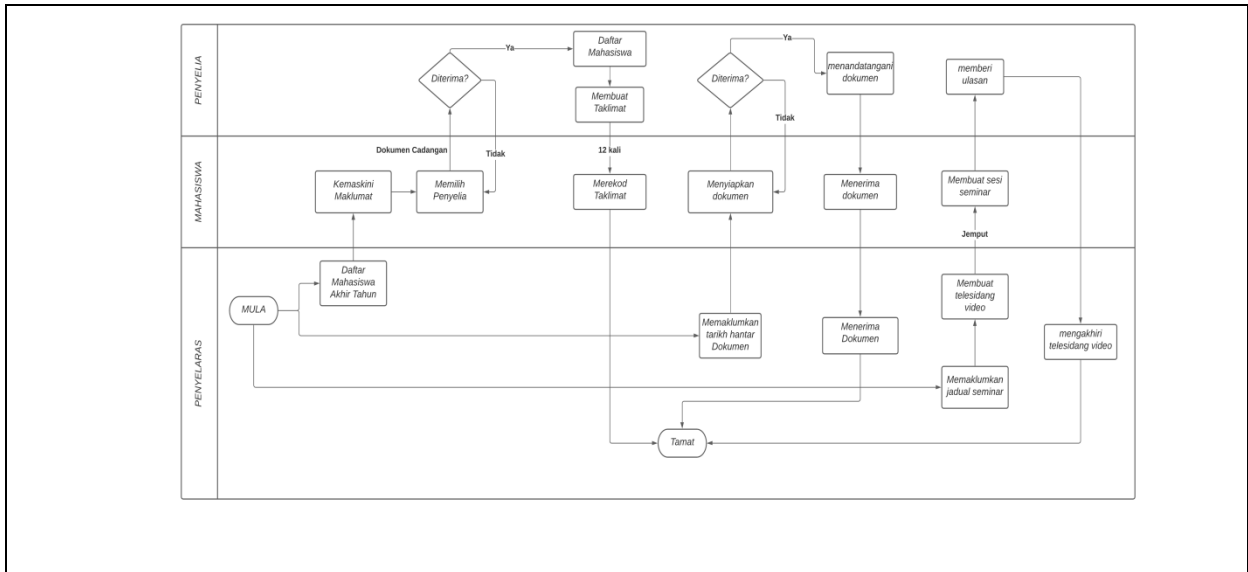 PENYELIA
Diterima?
Ya
Daftar
Mahasiswa
Membuat
Taklimat
Diterima?
Ya
menandatangani
dokumen
Tidak
memberi
ulasan
MAHASISWA
Dokumen Cadangan
Tidak
12 kali
Kemaskini
Maklumat
Memilih
Penyelia
Merekod
Taklimat
Menyiapkan
dokumen
Menerima
dokumen
Membuat sesi
seminar
Jemput
PENYELARAS
MULA
Daftar
Mahasiswa
Akhir Tahun
Memaklumkan
tarikh hantar
Dokumen
Menerima
Dokumen
Membuat
telesidang
video
mengakhiri
telesidang video
Memaklumkan
jadual seminar
Tamat